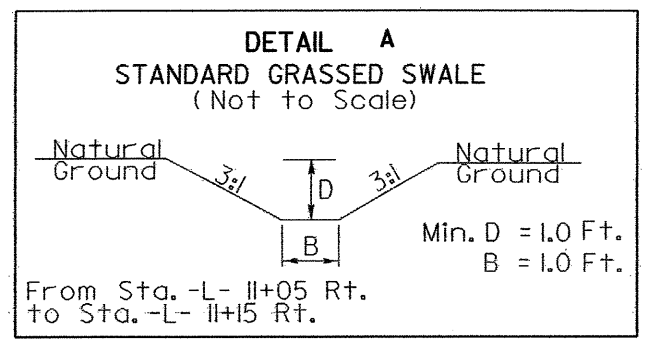 DETAIL A
STANDARD GRASSED SWALE
(Not to Scale)
Natural
Ground
3:1
D
3:1
Natural
Ground
B
Min. D = 1.0 Ft.
B = 1.0 Ft.
From Sta. -L- 11+05 Rt.
to Sta. -L- 11+15 Rt.